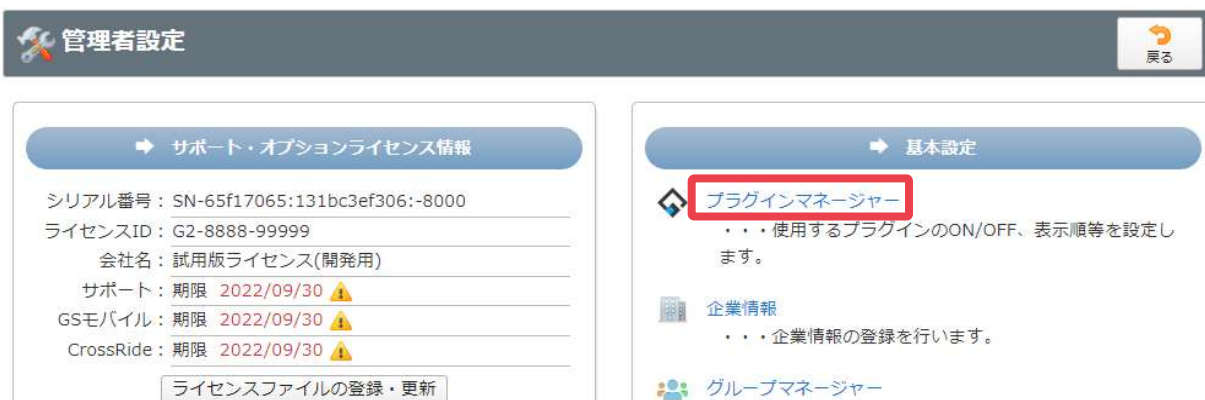 管理者設定
戻る
サポート・オプションライセンス情報
シリアル番号： SN-65f17065:131bc3ef306:-8000
ライセンスID： G2-8888-99999
会社名： 試用版ライセンス(開発用)
サポート： 期限 2022/09/30
GSモバイル： 期限 2022/09/30
CrossRide： 期限 2022/09/30
ライセンスファイルの登録・更新
基本設定
プラグインマネージャー
・・・使用するプラグインのON/OFF、表示順等を設定し
ます。
企業情報
・・・企業情報の登録を行います。
グループマネージャー